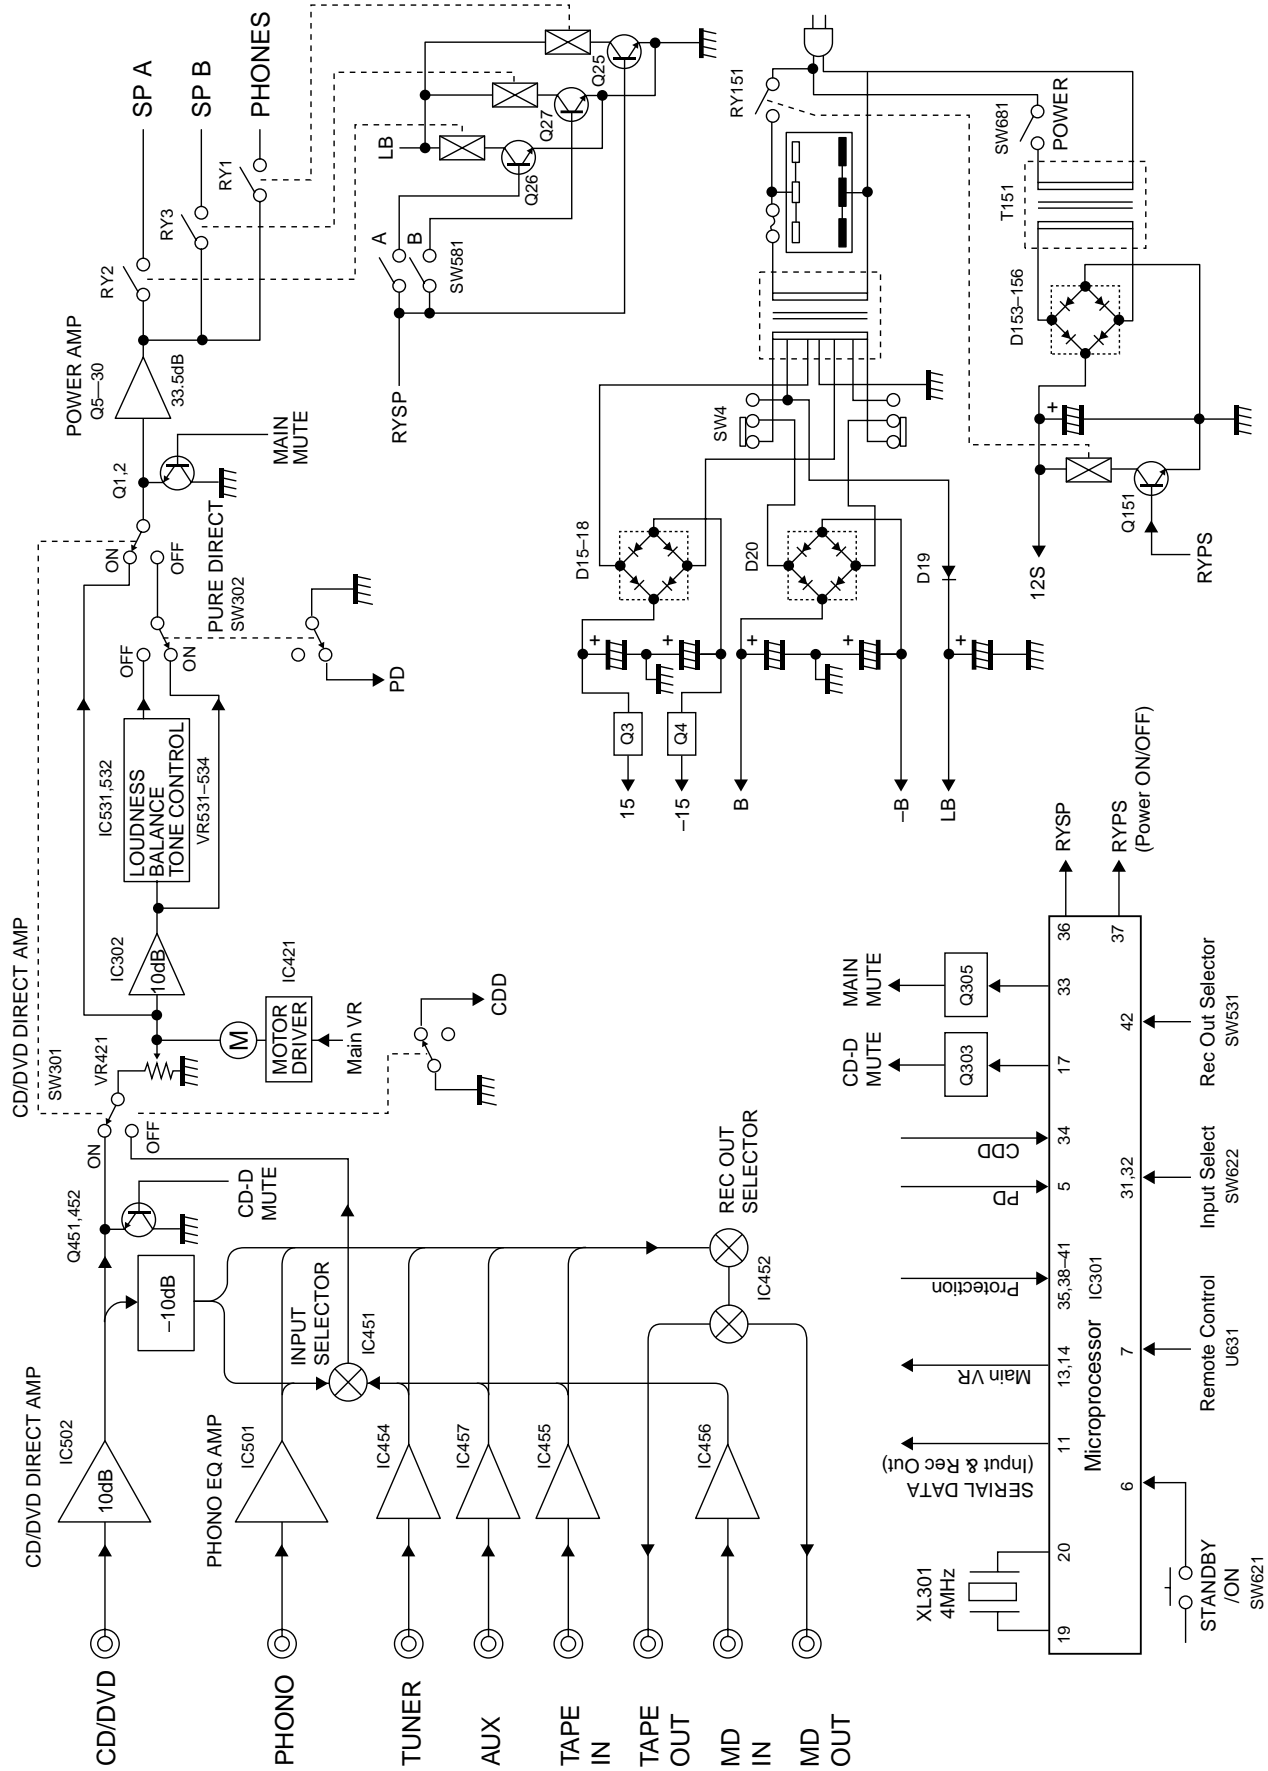 CD/DVD
PHONO
TUNER
AUX
TAPE
IN
TAPE
OUT
MD
IN
MD
OUT
CD/DVD DIRECT AMP
IC502
10dB
PHONO EQ AMP
IC501
IC454
IC457
IC455
IC456
–10dB
Q451,452
CD-D
MUTE
INPUT
SELECTOR
IC451
REC OUT
SELECTOR
IC452
CD/DVD DIRECT AMP
SW301
ON
OFF
VR421
M
IC421
MOTOR
DRIVER
Main VR
CDD
IC302
10dB
IC531,532
LOUDNESS
BALANCE
TONE CONTROL
VR531–534
OFF
ON
PURE DIRECT
SW302
PD
ON
OFF
Q1,2
MAIN
MUTE
POWER AMP
Q5—30
33.5dB
RY2
RY3
RY1
SP A
SP B
PHONES
RYSP
A
B
SW581
LB
Q26
Q27
Q25
D15–18
Q3
Q4
15
–15
D20
B
–B
D19
LB
+
+
+
+
+
SW4
RY151
SW681
POWER
T151
D153–156
+
12S
Q151
RYPS
XL301
4MHz
SERIAL DATA
(Input & Rec Out)
Main VR
Protection
PD
CDD
CD-D
MUTE
Q303
MAIN
MUTE
Q305
19
20
11
13,14
35,38–41
5
34
17
33
36
RYSP
Microprocessor
IC301
6
7
31,32
42
37
RYPS
(Power ON/OFF)
STANDBY
/ON
SW621
Remote Control
U631
Input Select
SW622
Rec Out Selector
SW531